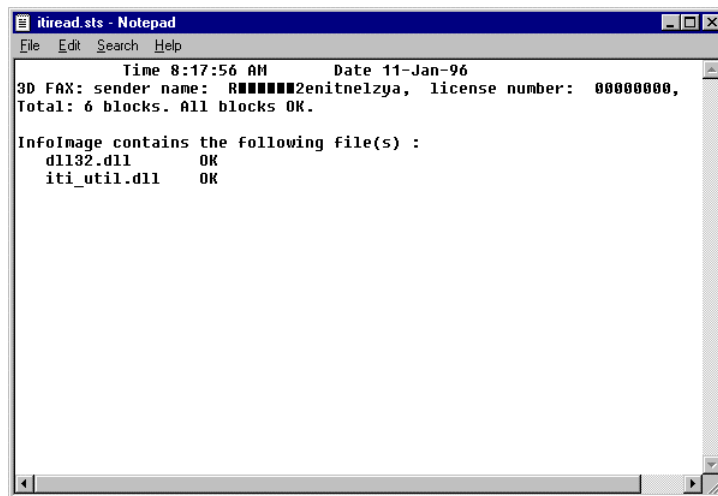 itiread.sts - Notepad
File Edit Search Help
Time 8:17:56 AM Date 11-Jan-96
3D FAX: sender name: R■■■■■■2enitnelzya, license number: 00000000,
Total: 6 blocks. All blocks OK.
InfoImage contains the following file(s) :
dll32.dll OK
iti_util.dll OK